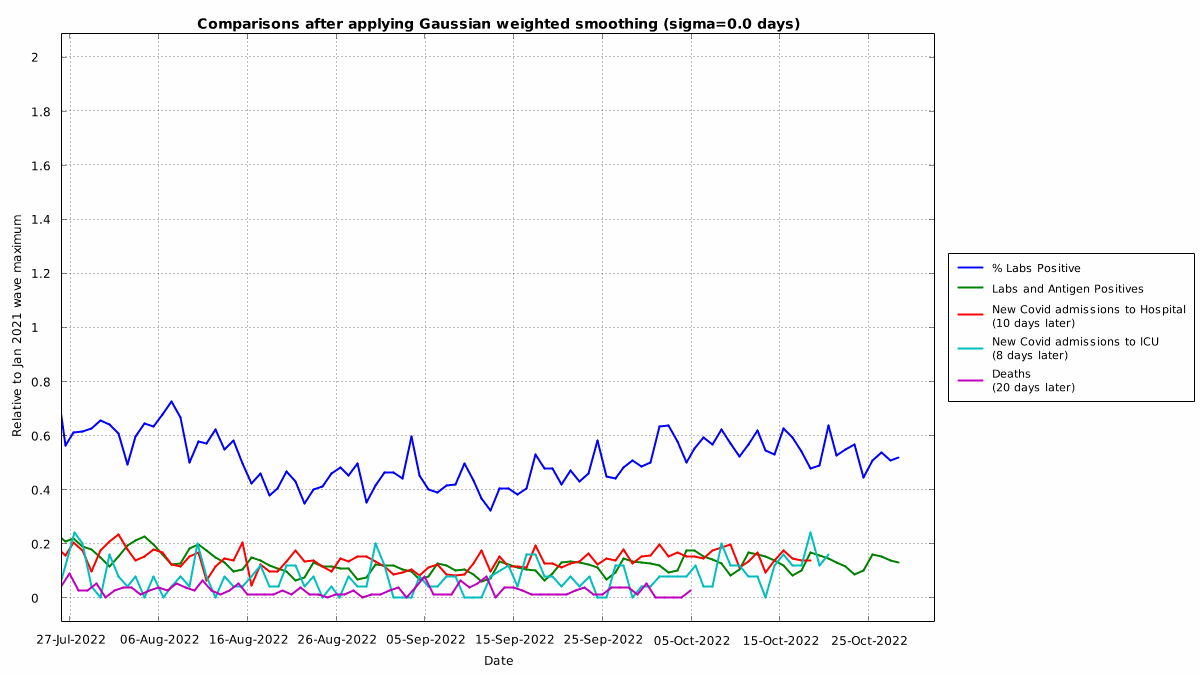 Comparisons after applying Gaussian weighted smoothing (sigma=0.0 days)
Relative to Jan 2021 wave maximum
2
1.8
1.6
1.4
1.2
1
0.8
0.6
0.4
0.2
0
27-Jul-2022 06-Aug-2022 16-Aug-2022 26-Aug-2022 05-Sep-2022 15-Sep-2022 25-Sep-2022 05-Oct-2022 15-Oct-2022 25-Oct-2022
Date
% Labs Positive
Labs and Antigen Positives
New Covid admissions to Hospital
(10 days later)
New Covid admissions to ICU
(8 days later)
Deaths
(20 days later)